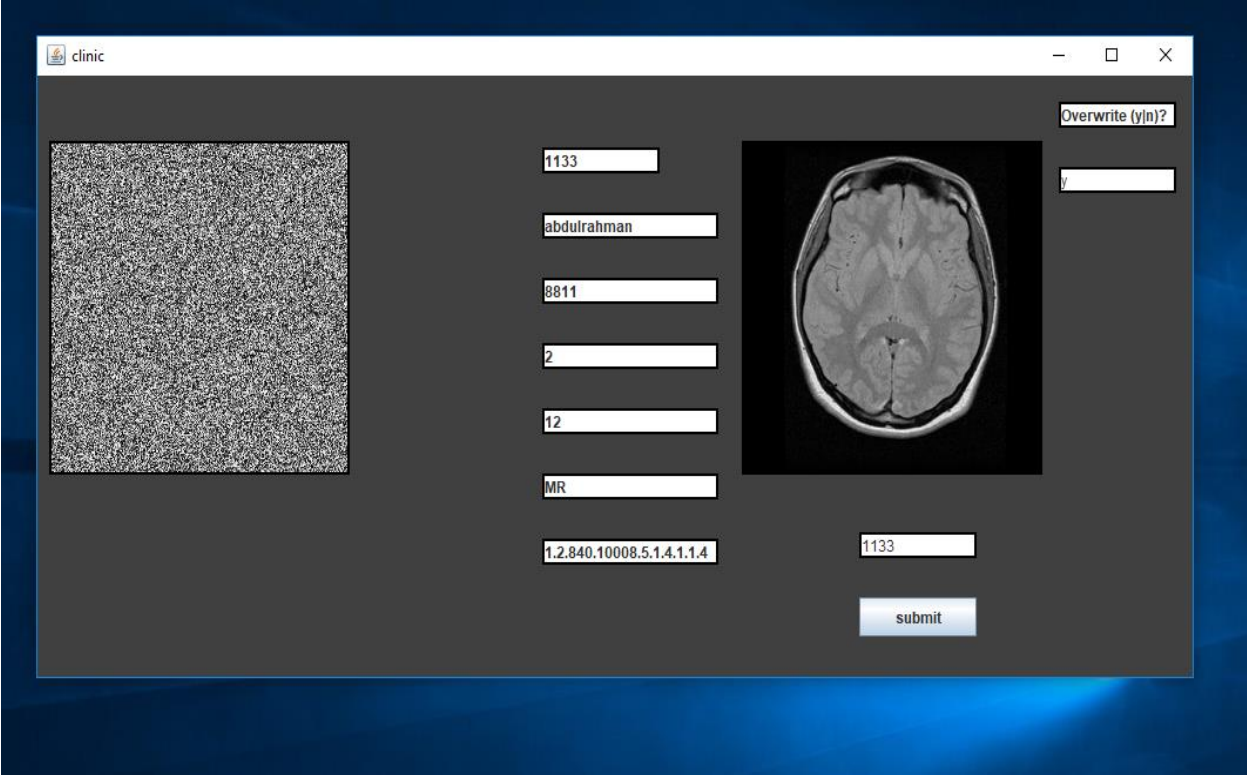 clinic
Overwrite (y|n)?
1133
y
abdulrahman
8811
2
12
MR
1.2.840.10008.5.1.4.1.1.4
1133
submit